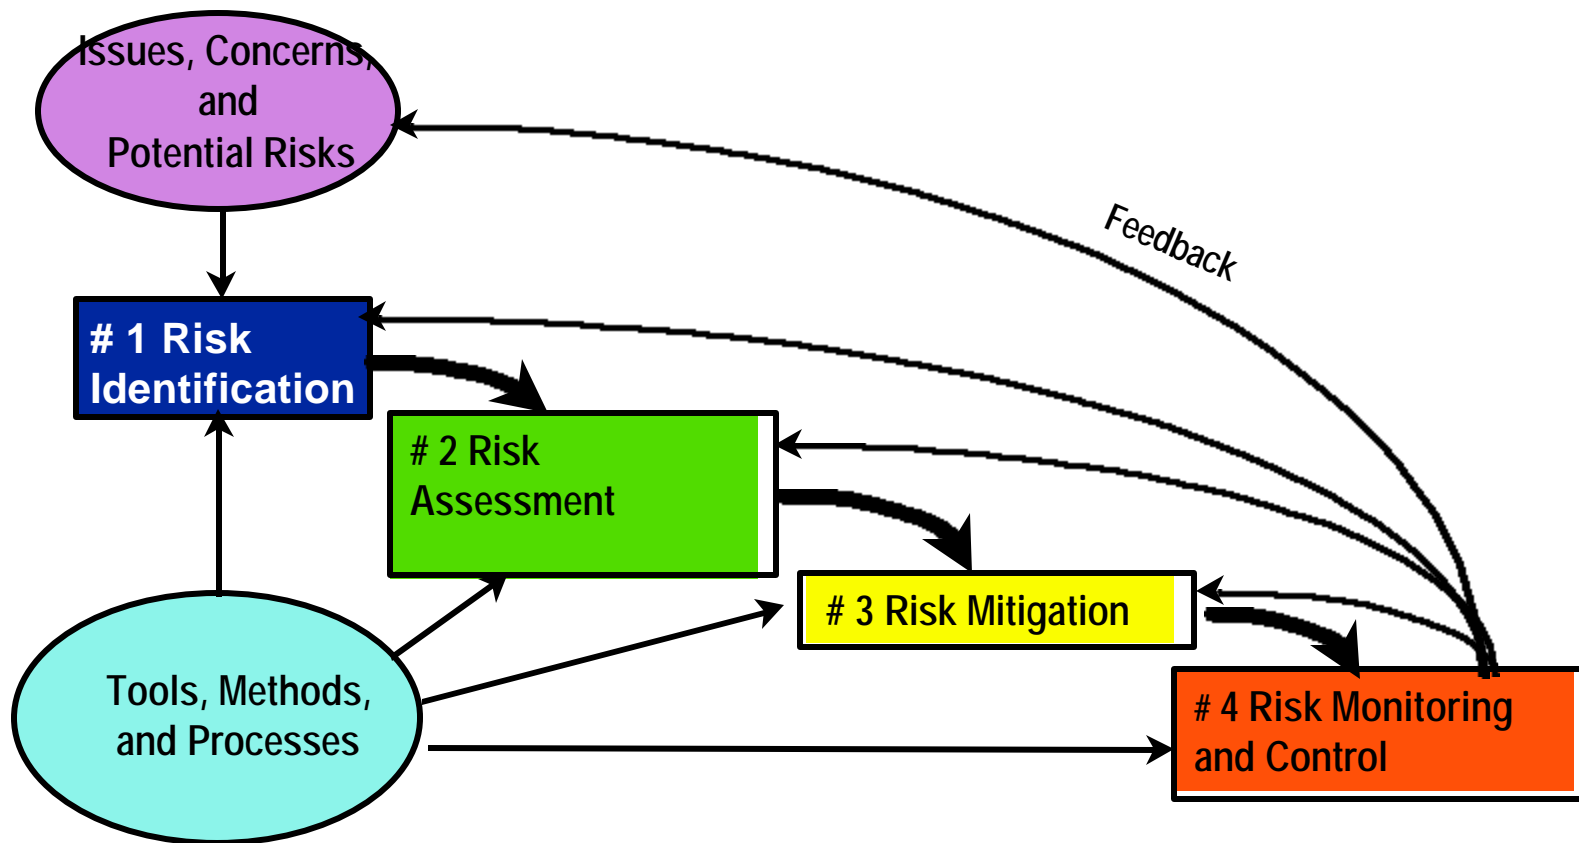 Issues, Concerns,
and
Potential Risks
Feedback
# 1 Risk
Identification
# 2 Risk
Assessment
# 3 Risk Mitigation
Tools, Methods,
and Processes
# 4 Risk Monitoring
and Control